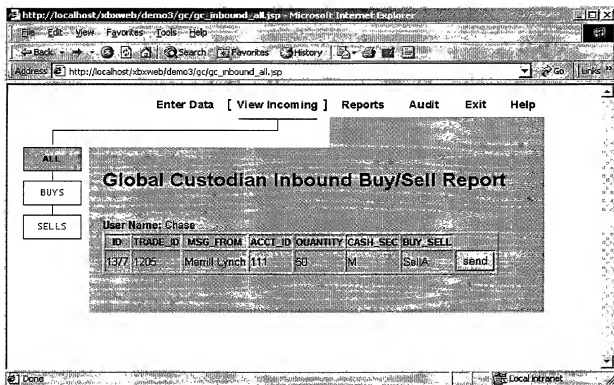 http://localhost/xbxweb/demo3/gc/gc_inbound_all.jsp - Microsoft Internet Explorer
File Edit View Favorites Tools Help
Back Search Favorites History
Address http://localhost/xbxweb/demo3/gc/gc_inbound_all.jsp Go Links »
Enter Data [ View Incoming ] Reports Audit Exit Help
ALL
BUYS
SELLS
Global Custodian Inbound Buy/Sell Report
User Name: Chase
ID TRADE_ID MSG_FROM ACCT_ID QUANTITY CASH_SEC BUY_SELL
1377 1205 Merrill Lynch 111 50 M SellA send
Done Local intranet